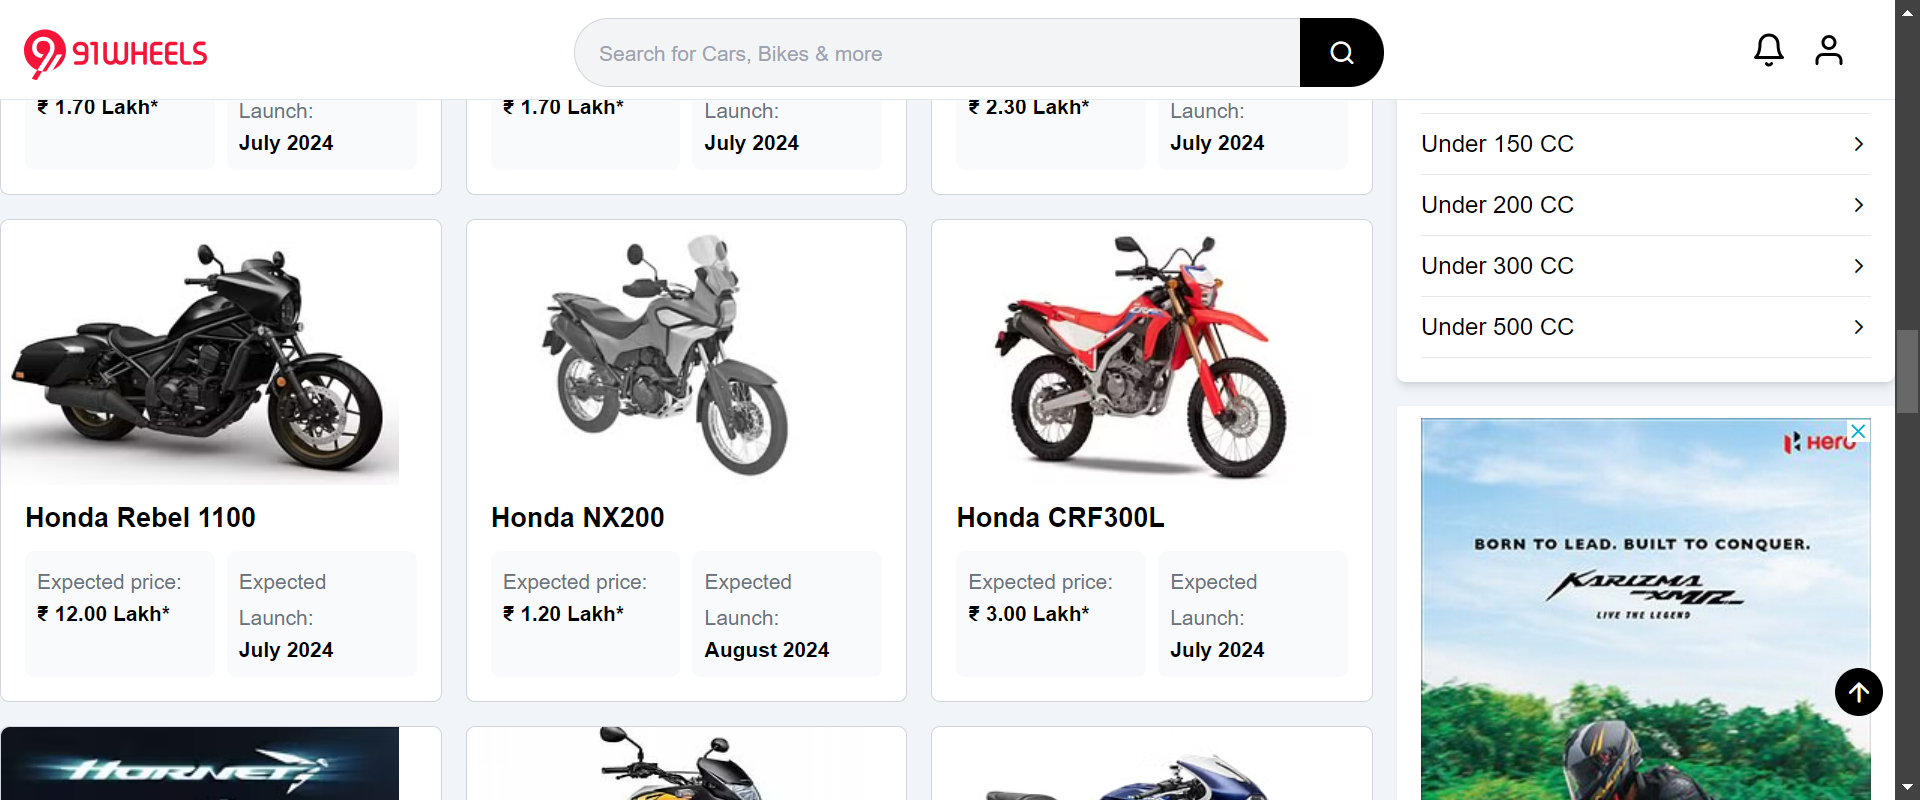 91WHEELS
Search for Cars, Bikes & more
₹ 1.70 Lakh*
Launch:
July 2024
₹ 1.70 Lakh*
Launch:
July 2024
₹ 2.30 Lakh*
Launch:
July 2024
Under 150 CC
Under 200 CC
Under 300 CC
Under 500 CC
Honda Rebel 1100
Expected price:
₹ 12.00 Lakh*
Expected
Launch:
July 2024
Honda NX200
Expected price:
₹ 1.20 Lakh*
Expected
Launch:
August 2024
CRF
Honda CRF300L
Expected price:
₹ 3.00 Lakh*
Expected
Launch:
July 2024
Hero
BORN TO LEAD. BUILT TO CONQUER.
KARIZMA
XMR
LIVE THE LEGEND
HORNET